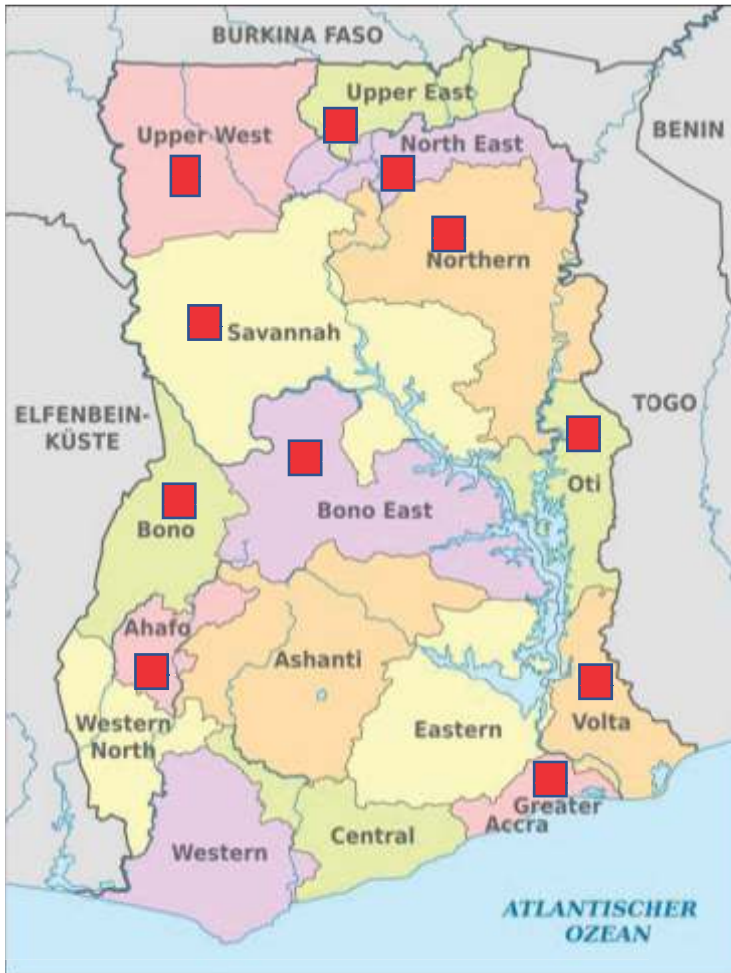 BURKINA FASO
Upper East
BENIN
Upper West
North East
Northern
Savannah
TOGO
ELFENBEIN-
KÜSTE
Oti
Bono East
Bono
Ahafo
Ashanti
Western
North
Eastern
Volta
Greater
Accra
Central
Western
ATLANTISCHER
OZEAN